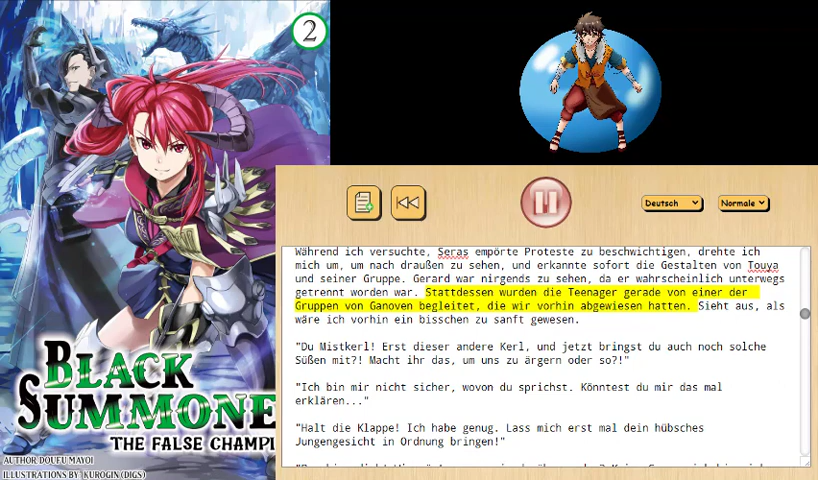 2
BLACK
SUMMONE
THE FALSE CHAMPI
AUTHOR: DOUFU MAYOI
ILLUSTRATIONS BY: KUROGIN (DIGS)
Deutsch
Normale
Während ich versuchte, Seras empörte Proteste zu beschwichtigen, drehte ich
mich um, um nach draußen zu sehen, und erkannte sofort die Gestalten von Touya
und seiner Gruppe. Gerard war nirgends zu sehen, da er wahrscheinlich unterwegs
getrennt worden war. Stattdessen wurden die Teenager gerade von einer der
Gruppen von Ganoven begleitet, die wir vorhin abgewiesen hatten. Sieht aus, als
wäre ich vorhin ein bisschen zu sanft gewesen.
"Du Mistkerl! Erst dieser andere Kerl, und jetzt bringst du auch noch solche
Süßen mit?! Macht ihr das, um uns zu ärgern oder so?!"
"Ich bin mir nicht sicher, wovon du sprichst. Könntest du mir das mal
erklären..."
"Halt die Klappe! Ich habe genug. Lass mich erst mal dein hübsches
Jungengesicht in Ordnung bringen!"